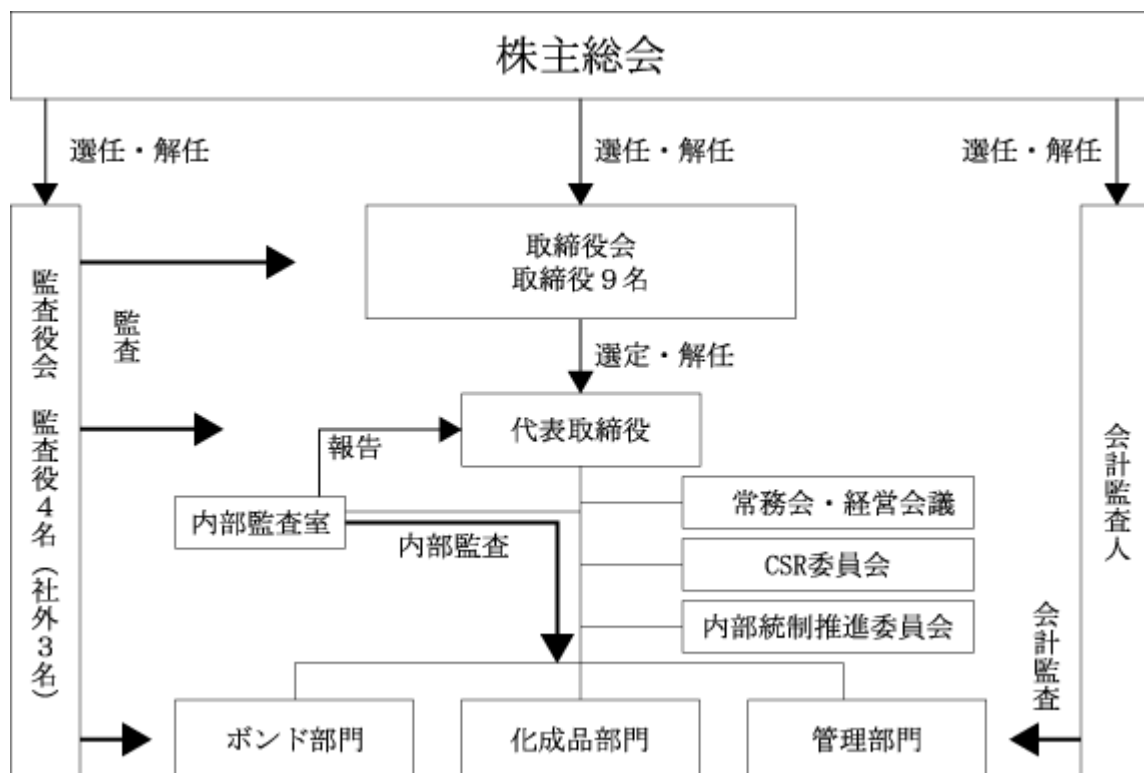 株主総会
選任・解任
選任・解任
選任・解任
取締役会
取締役９名
監査役会　監査役４名（社外３名）
監査
選定・解任
代表取締役
報告
会計監査人
常務会・経営会議
内部監査室
内部監査
CSR委員会
内部統制推進委員会
会計監査
ボンド部門
化成品部門
管理部門